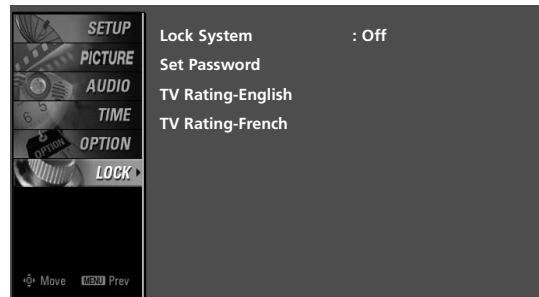 SETUP
PICTURE
AUDIO
TIME
OPTION
LOCK
Lock System : Off
Set Password
TV Rating-English
TV Rating-French
Move MENU Prev